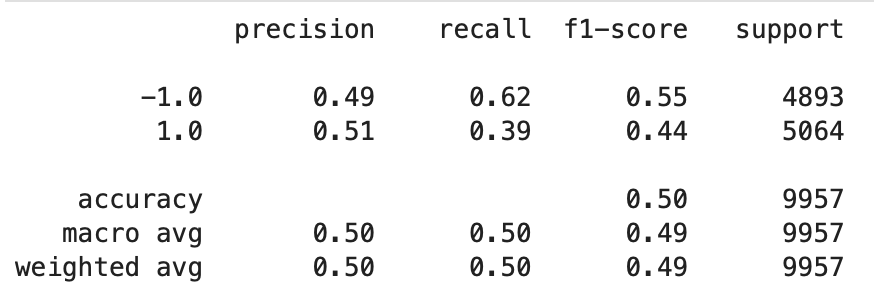 precision recall f1-score support
-1.0 0.49 0.62 0.55 4893
1.0 0.51 0.39 0.44 5064
accuracy 0.50 9957
macro avg 0.50 0.50 0.49 9957
weighted avg 0.50 0.50 0.49 9957